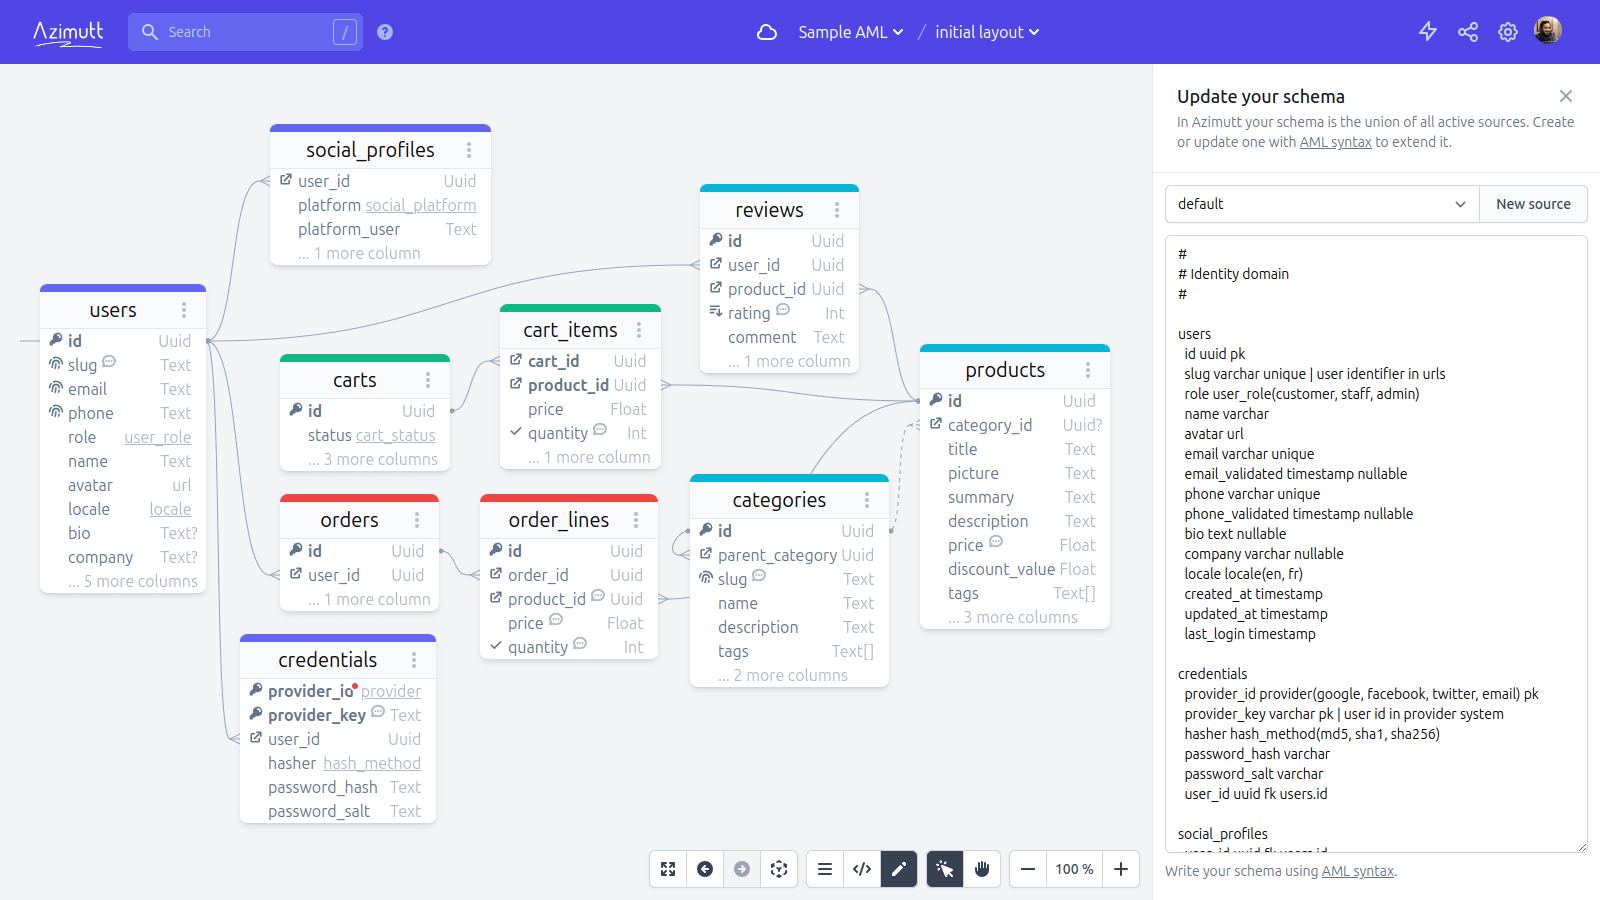 Azimutt
Search
/
?
Sample AML
/
initial layout
social_profiles
user_id Uuid
platform social_platform
platform_user Text
... 1 more column
users
id Uuid
slug Text
email Text
phone Text
role user_role
name Text
avatar url
locale locale
bio Text?
company Text?
... 5 more columns
carts
id Uuid
status cart_status
... 3 more columns
cart_items
cart_id Uuid
product_id Uuid
price Float
quantity Int
... 1 more column
reviews
id Uuid
user_id Uuid
product_id Uuid
rating Int
comment Text
... 1 more column
products
id Uuid
category_id Uuid?
title Text
picture Text
summary Text
description Text
price Float
discount_value Float
tags Text[]
... 3 more columns
orders
id Uuid
user_id Uuid
... 1 more column
order_lines
id Uuid
order_id Uuid
product_id Uuid
price Float
quantity Int
categories
id Uuid
parent_category Uuid
slug Text
name Text
description Text
tags Text[]
... 2 more columns
credentials
provider_id provider
provider_key Text
user_id Uuid
hasher hash_method
password_hash Text
password_salt Text
100 %
Update your schema
In Azimutt your schema is the union of all active sources. Create
or update one with AML syntax to extend it.
default
New source
#
# Identity domain
#
users
id uuid pk
slug varchar unique | user identifier in urls
role user_role(customer, staff, admin)
name varchar
avatar url
email varchar unique
email_validated timestamp nullable
phone varchar unique
phone_validated timestamp nullable
bio text nullable
company varchar nullable
locale locale(en, fr)
created_at timestamp
updated_at timestamp
last_login timestamp
credentials
provider_id provider(google, facebook, twitter, email) pk
provider_key varchar pk | user id in provider system
hasher hash_method(md5, sha1, sha256)
password_hash varchar
password_salt varchar
user_id uuid fk users.id
social_profiles
user_id uuid fk users.id
Write your schema using AML syntax.